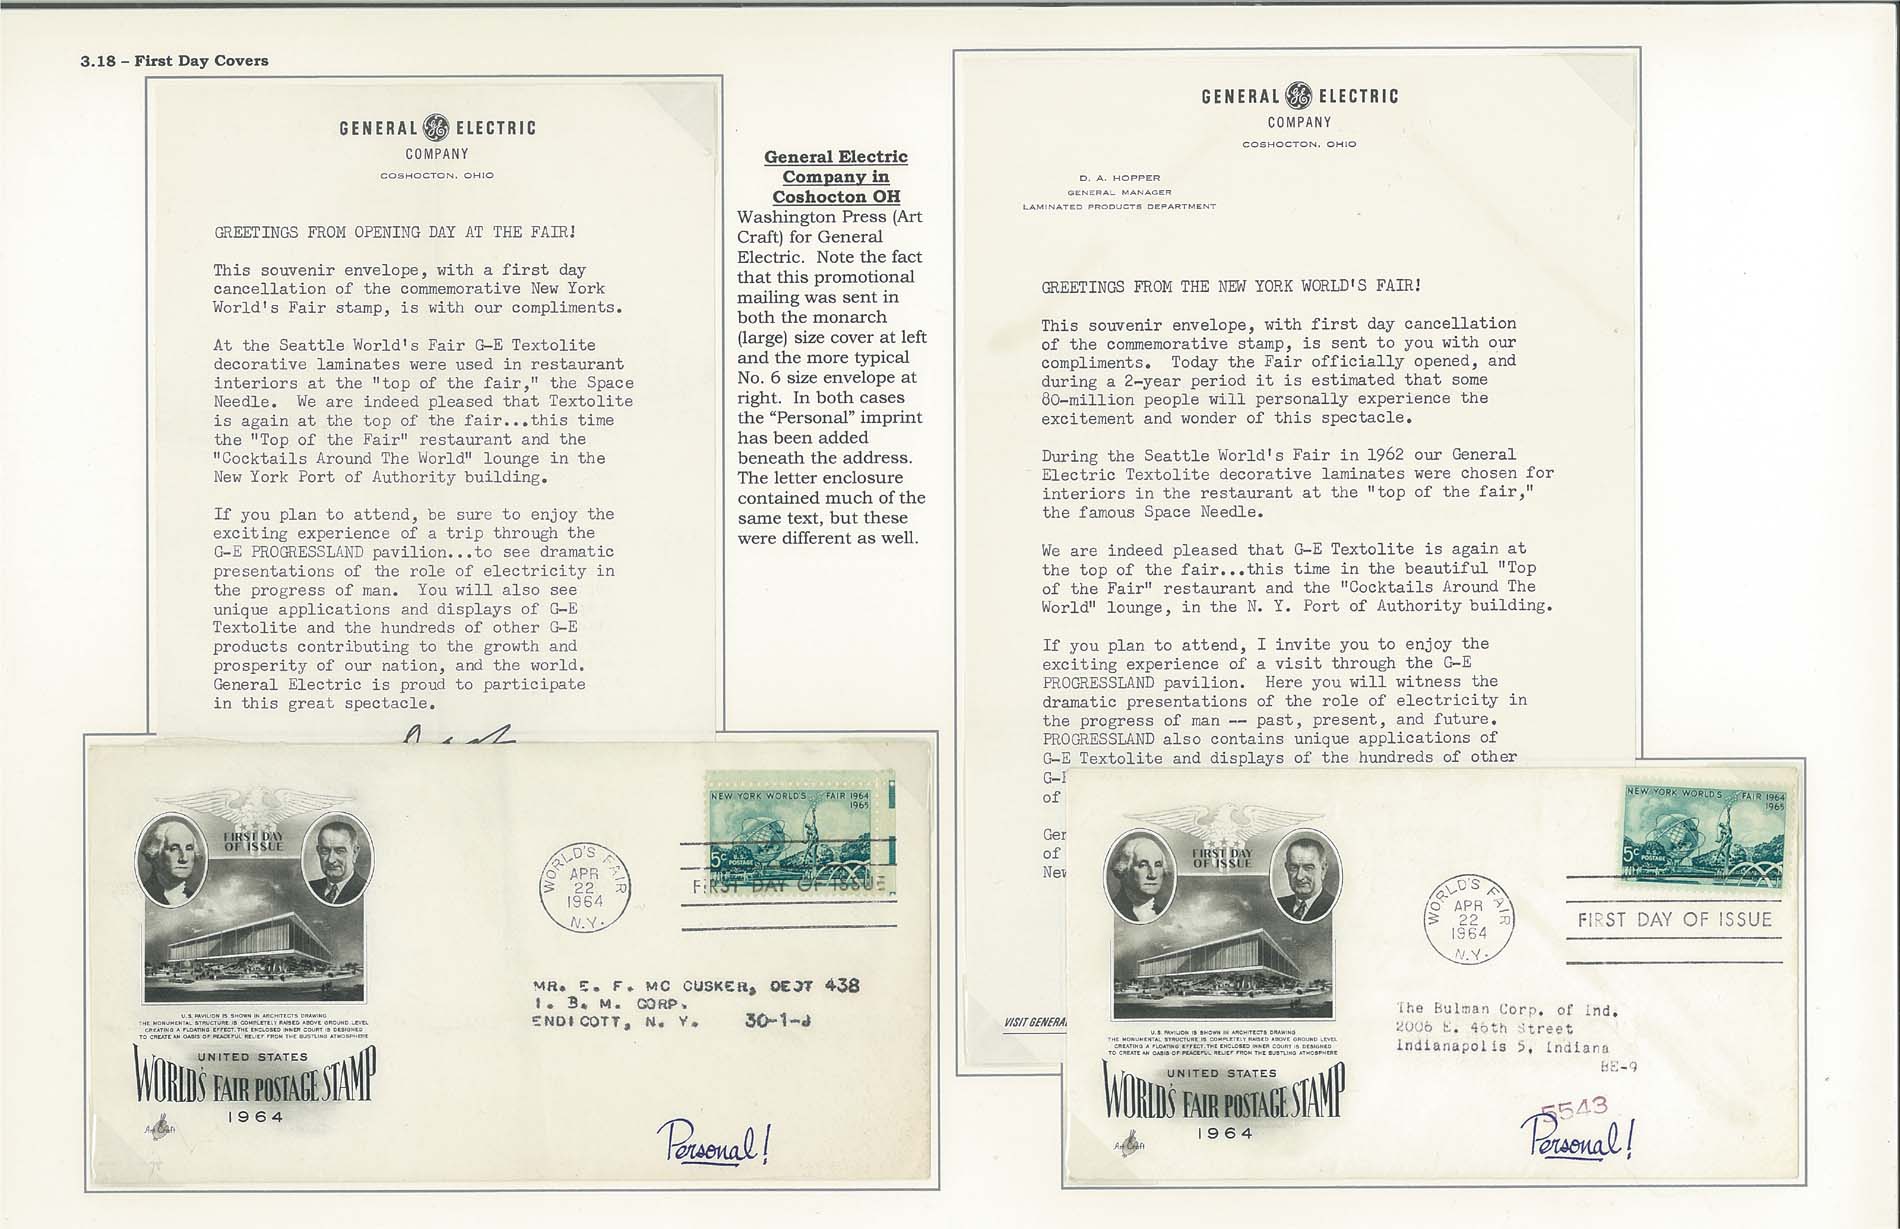 3.18 – First Day Covers
GENERAL GE ELECTRIC
COMPANY
COSHOCTON, OHIO
GREETINGS FROM OPENING DAY AT THE FAIR!
This souvenir envelope, with a first day
cancellation of the commemorative New York
World's Fair stamp, is with our compliments.
At the Seattle World's Fair G-E Textolite
decorative laminates were used in restaurant
interiors at the "top of the fair," the Space
Needle. We are indeed pleased that Textolite
is again at the top of the fair...this time
the "Top of the Fair" restaurant and the
"Cocktails Around The World" lounge in the
New York Port of Authority building.
If you plan to attend, be sure to enjoy the
exciting experience of a trip through the
G-E PROGRESSLAND pavilion...to see dramatic
presentations of the role of electricity in
the progress of man. You will also see
unique applications and displays of G-E
Textolite and the hundreds of other G-E
products contributing to the growth and
prosperity of our nation, and the world.
General Electric is proud to participate
in this great spectacle.
General Electric
Company in
Coshocton OH
Washington Press (Art
Craft) for General
Electric. Note the fact
that this promotional
mailing was sent in
both the monarch
(large) size cover at left
and the more typical
No. 6 size envelope at
right. In both cases
the “Personal” imprint
has been added
beneath the address.
The letter enclosure
contained much of the
same text, but these
were different as well.
GENERAL GE ELECTRIC
COMPANY
COSHOCTON, OHIO
D. A. HOPPER
GENERAL MANAGER
LAMINATED PRODUCTS DEPARTMENT
GREETINGS FROM THE NEW YORK WORLD'S FAIR!
This souvenir envelope, with first day cancellation
of the commemorative stamp, is sent to you with our
compliments. Today the Fair officially opened, and
during a 2-year period it is estimated that some
80-million people will personally experience the
excitement and wonder of this spectacle.
During the Seattle World's Fair in 1962 our General
Electric Textolite decorative laminates were chosen for
interiors in the restaurant at the "top of the fair,"
the famous Space Needle.
We are indeed pleased that G-E Textolite is again at
the top of the fair...this time in the beautiful "Top
of the Fair" restaurant and the "Cocktails Around The
World" lounge, in the N. Y. Port of Authority building.
If you plan to attend, I invite you to enjoy the
exciting experience of a visit through the G-E
PROGRESSLAND pavilion. Here you will witness the
dramatic presentations of the role of electricity in
the progress of man -- past, present, and future.
PROGRESSLAND also contains unique applications of
G-E Textolite and displays of the hundreds of other
G-
of
Ger
of
New
VISIT GENERA
FIRST DAY
OF ISSUE
U.S. PAVILION IS SHOWN IN ARCHITECTS DRAWING
THE MONUMENTAL STRUCTURE IS COMPLETELY RAISED ABOVE GROUND LEVEL
CREATING A FLOATING EFFECT. THE ENCLOSED INNER COURT IS DESIGNED
TO CREATE AN OASIS OF PEACEFUL RELIEF FROM THE BUSTLING ATMOSPHERE
UNITED STATES
WORLD'S FAIR POSTAGE STAMP
1964
Art Craft
WORLD'S FAIR
APR
22
1964
N.Y.
NEW YORK WORLD'S FAIR 1964
1965
5c U.S.
POSTAGE
FIRST DAY OF ISSUE
MR. E. F. MC CUSKER, DEPT 438
I. B. M. CORP.
ENDICOTT, N. Y. 30-1-
Personal!
FIRST DAY
OF ISSUE
U.S. PAVILION IS SHOWN IN ARCHITECTS DRAWING
THE MONUMENTAL STRUCTURE IS COMPLETELY RAISED ABOVE GROUND LEVEL
CREATING A FLOATING EFFECT. THE ENCLOSED INNER COURT IS DESIGNED
TO CREATE AN OASIS OF PEACEFUL RELIEF FROM THE BUSTLING ATMOSPHERE
UNITED STATES
WORLD'S FAIR POSTAGE STAMP
1964
Art Craft
WORLD'S FAIR
APR
22
1964
N.Y.
NEW YORK WORLD'S FAIR 1964
1965
5c U.S.
POSTAGE
FIRST DAY OF ISSUE
The Bulman Corp. of Ind.
2006 E. 46th Street
Indianapolis 5, Indiana
BE-9
5543
Personal!